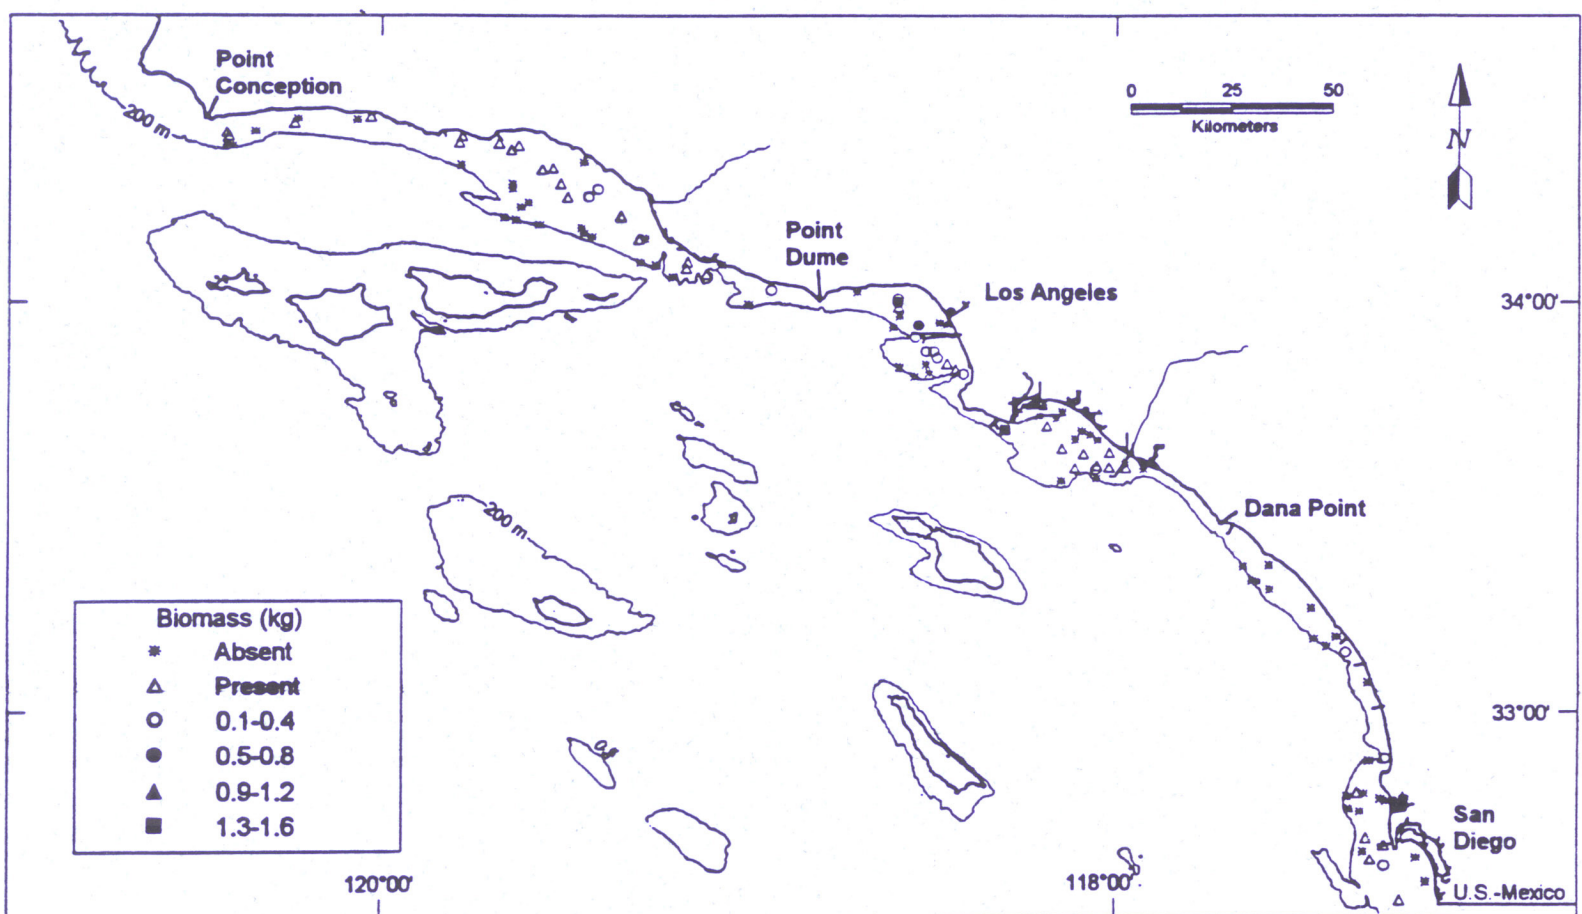 Point
Conception
200 m
0 25 50
Kilometers
N
Point
Dume
Los Angeles
34°00'
200 m
Dana Point
Biomass (kg)
Absent
Present
0.1-0.4
0.5-0.8
0.9-1.2
1.3-1.6
33°00'
San
Diego
120°00'
118°00'
U.S.-Mexico